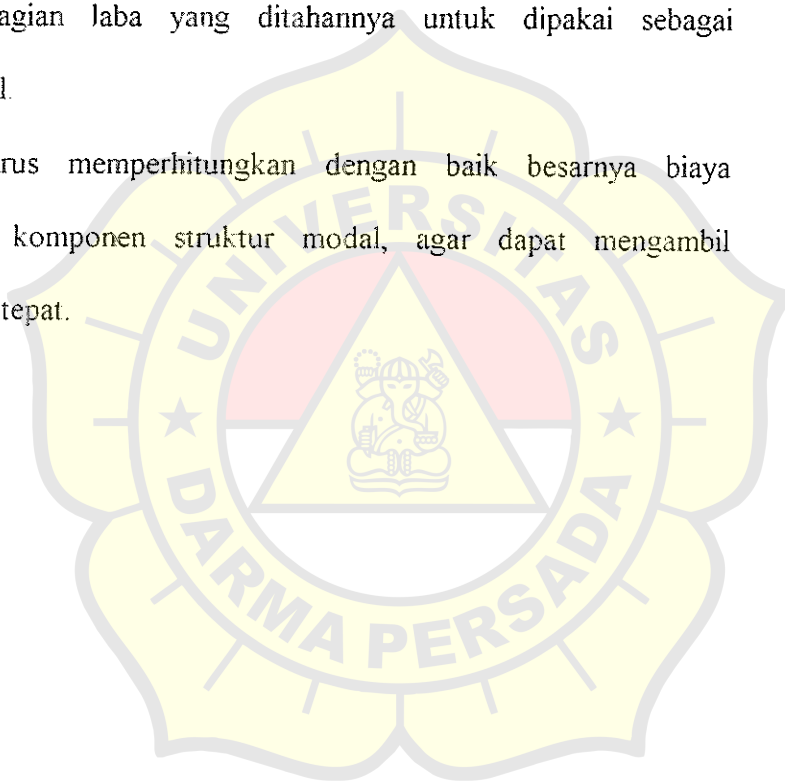 agian laba yang ditahannya untuk dipakai sebagai
l.
rus memperhitungkan dengan baik besarnya biaya
komponen struktur modal, agar dapat mengambil
tepat.
UNIVERSITAS
DARMA PERSADA